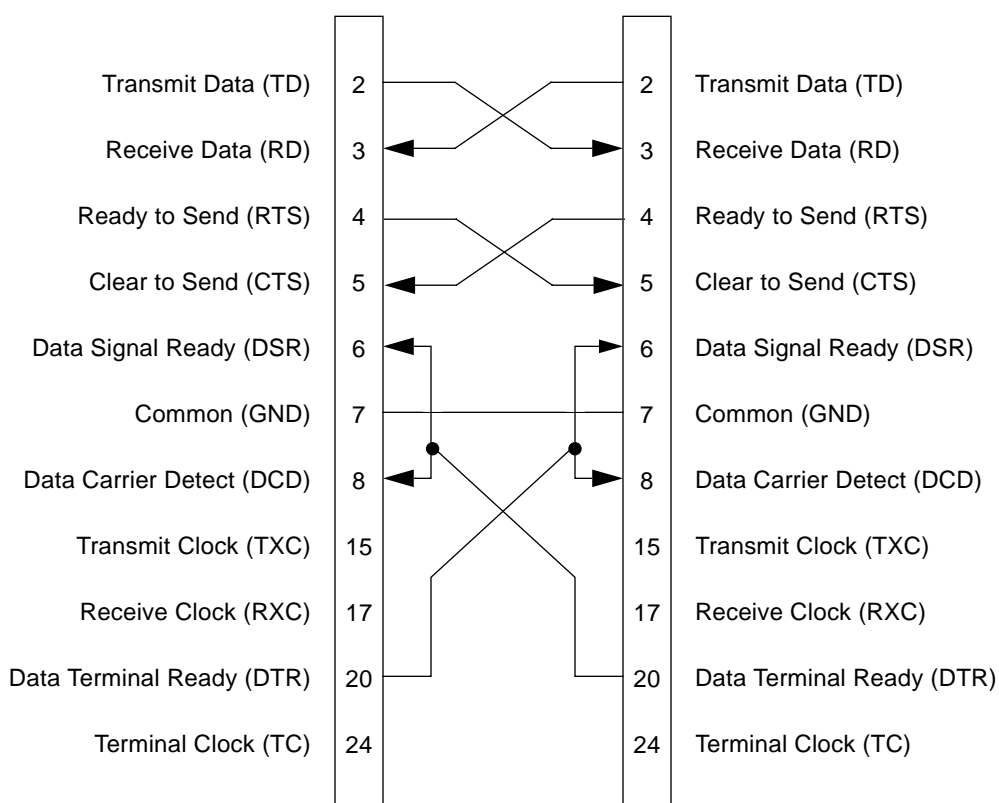 Transmit Data (TD) 2 2 Transmit Data (TD)
Receive Data (RD) 3 3 Receive Data (RD)
Ready to Send (RTS) 4 4 Ready to Send (RTS)
Clear to Send (CTS) 5 5 Clear to Send (CTS)
Data Signal Ready (DSR) 6 6 Data Signal Ready (DSR)
Common (GND) 7 7 Common (GND)
Data Carrier Detect (DCD) 8 8 Data Carrier Detect (DCD)
Transmit Clock (TXC) 15 15 Transmit Clock (TXC)
Receive Clock (RXC) 17 17 Receive Clock (RXC)
Data Terminal Ready (DTR) 20 20 Data Terminal Ready (DTR)
Terminal Clock (TC) 24 24 Terminal Clock (TC)